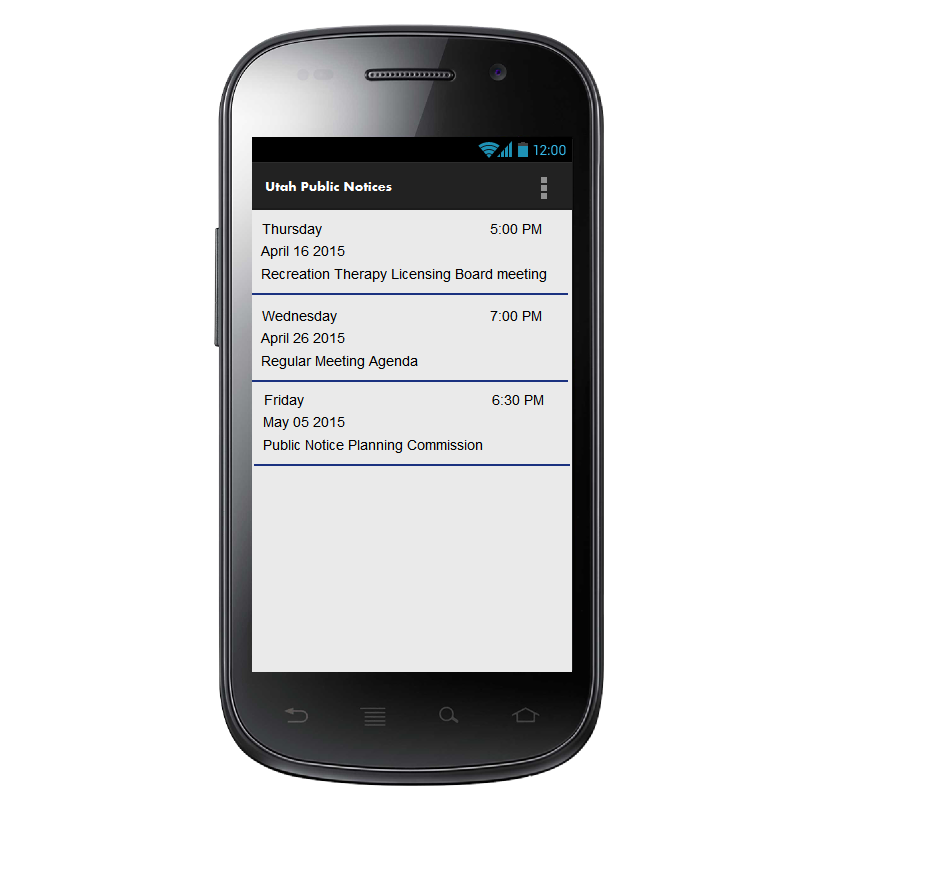 12:00
Utah Public Notices
Thursday 5:00 PM
April 16 2015
Recreation Therapy Licensing Board meeting
Wednesday 7:00 PM
April 26 2015
Regular Meeting Agenda
Friday 6:30 PM
May 05 2015
Public Notice Planning Commission